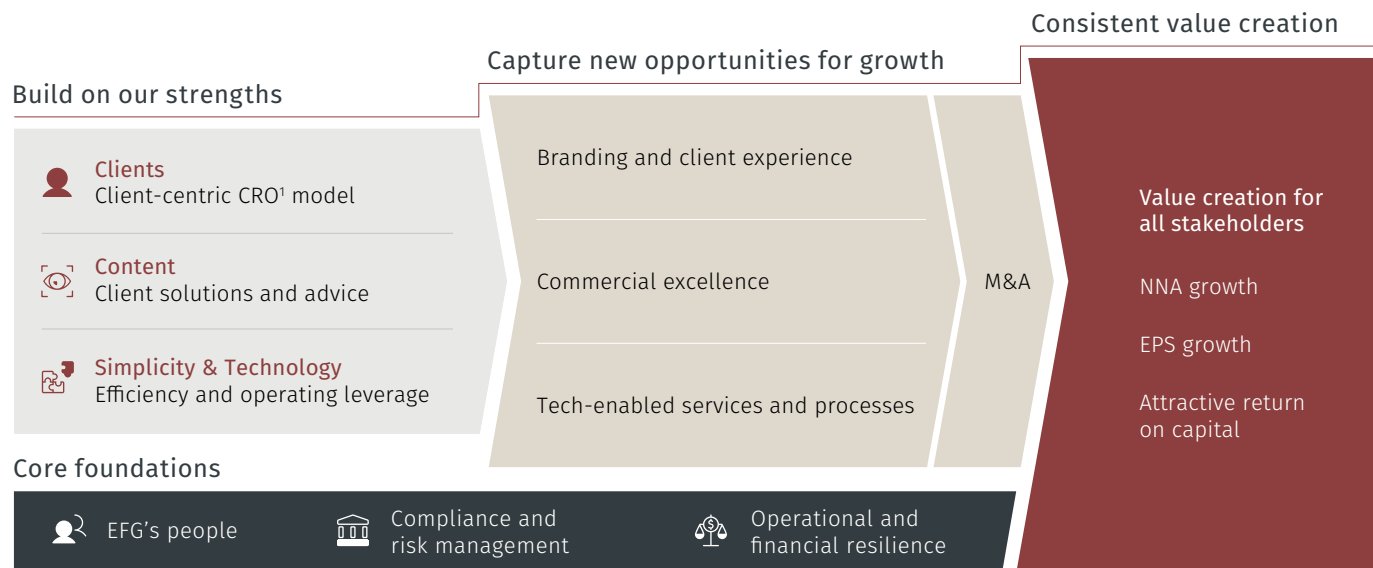 Build on our strengths
Clients
Client-centric CRO¹ model
Content
Client solutions and advice
Simplicity & Technology
Efficiency and operating leverage
Capture new opportunities for growth
Branding and client experience
Commercial excellence
Tech-enabled services and processes
M&A
Consistent value creation
Value creation for
all stakeholders
NNA growth
EPS growth
Attractive return
on capital
Core foundations
EFG's people
Compliance and
risk management
Operational and
financial resilience